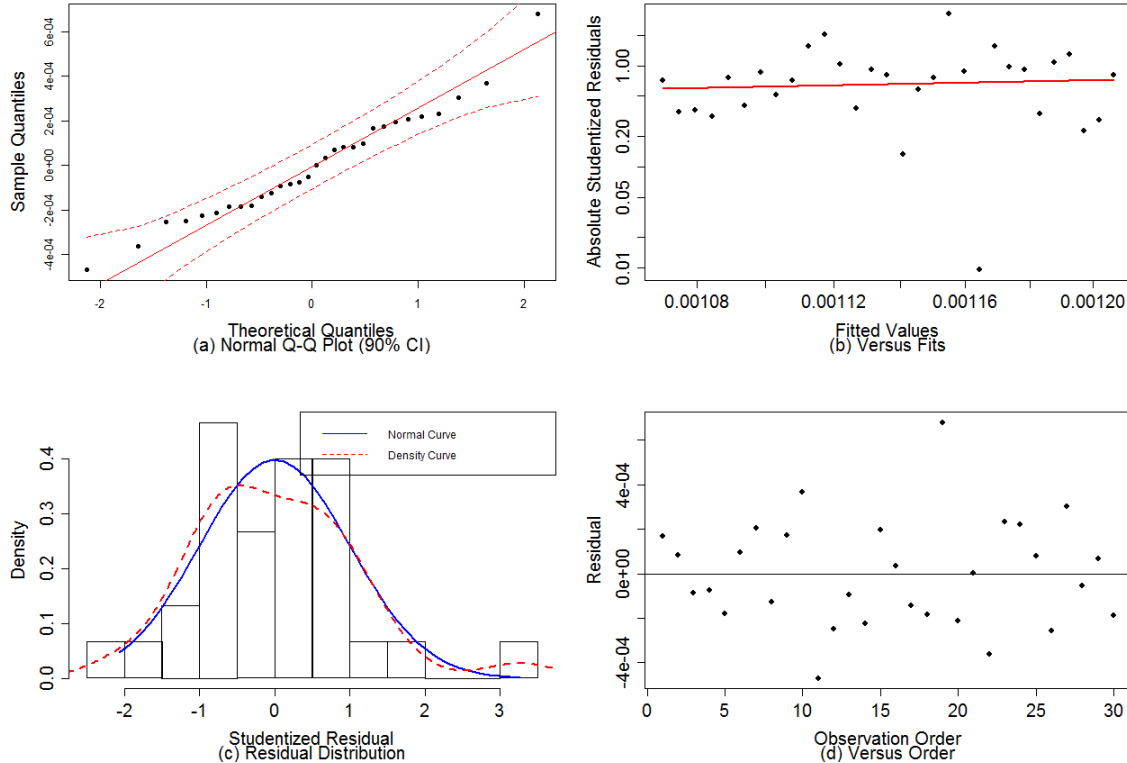 Sample Quantiles
-4e-04 -2e-04 0e+00 2e-04 4e-04 6e-04
-2 -1 0 1 2
Theoretical Quantiles
(a) Normal Q-Q Plot (90% CI)
Absolute Studentized Residuals
0.01 0.05 0.20 1.00
0.00108 0.00112 0.00116 0.00120
Fitted Values
(b) Versus Fits
Normal Curve
Density Curve
Density
0.0 0.1 0.2 0.3 0.4
-2 -1 0 1 2 3
Studentized Residual
(c) Residual Distribution
Residual
-4e-04 0e+00 4e-04
0 5 10 15 20 25 30
Observation Order
(d) Versus Order